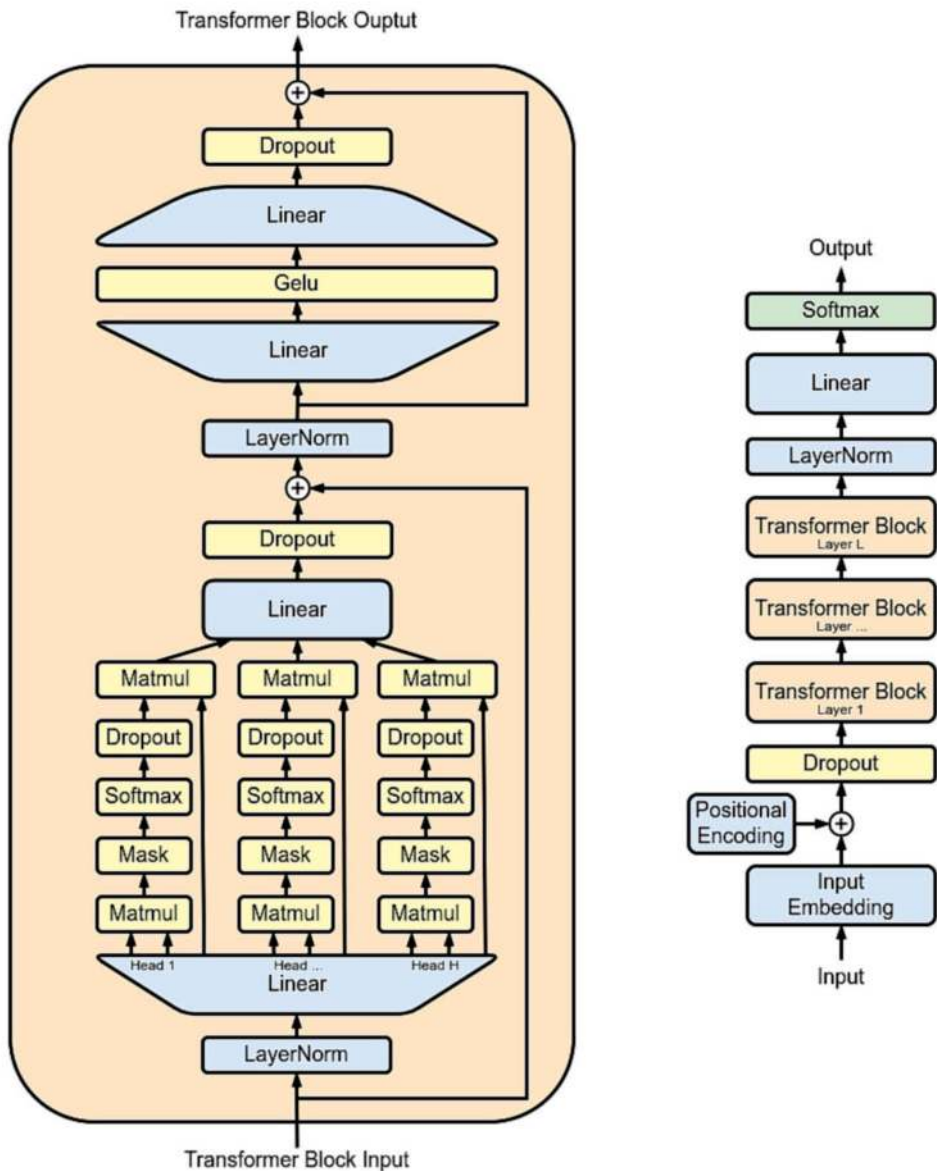 Transformer Block Ouptut
Dropout
Linear
Gelu
Linear
LayerNorm
Dropout
Linear
Matmul Matmul Matmul
Dropout Dropout Dropout
Softmax Softmax Softmax
Mask Mask Mask
Matmul Matmul Matmul
Head 1 Head ... Head H
Linear
LayerNorm
Transformer Block Input
Output
Softmax
Linear
LayerNorm
Transformer Block
Layer L
Transformer Block
Layer ...
Transformer Block
Layer 1
Dropout
Positional
Encoding
Input
Embedding
Input